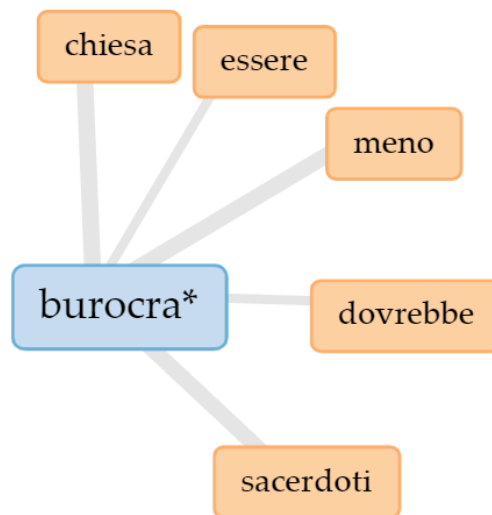 chiesa
essere
meno
burocra*
dovrebbe
sacerdoti